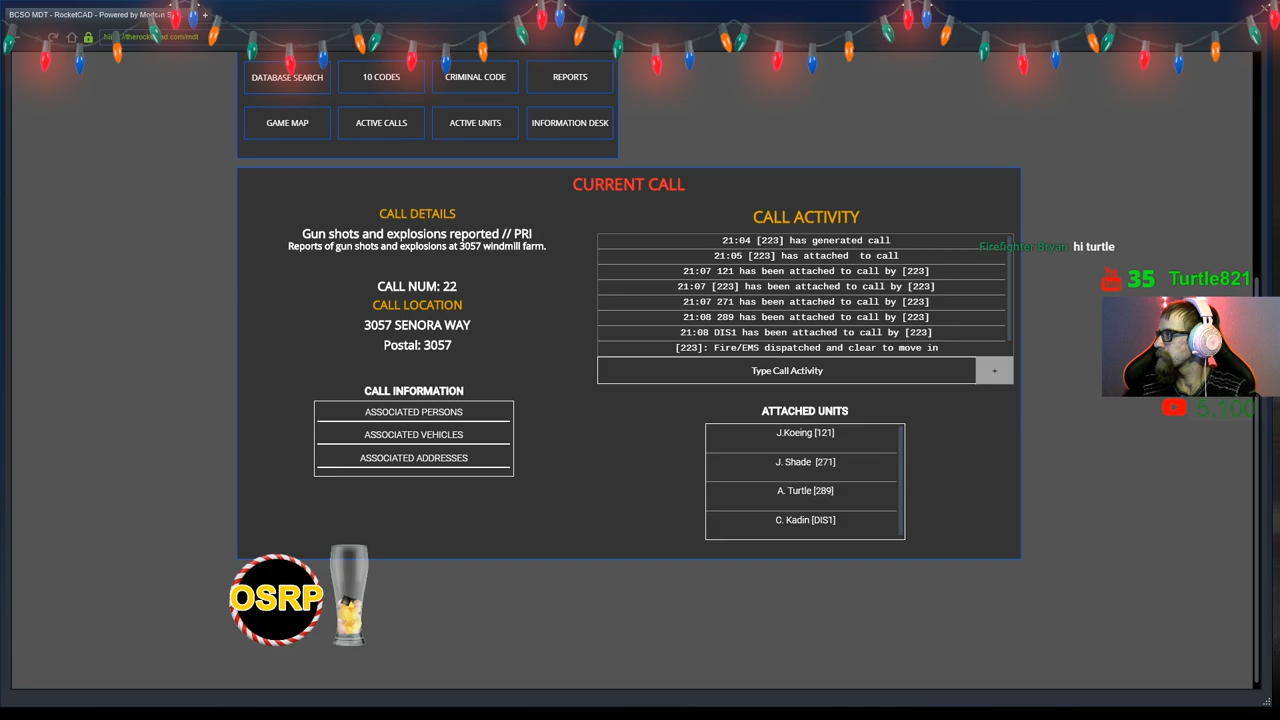 BCSO MDT - RocketCAD - Powered by
DATABASE SEARCH
10 CODES
CRIMINAL CODE
REPORTS
GAME MAP
ACTIVE CALLS
ACTIVE UNITS
INFORMATION DESK
CURRENT CALL
CALL DETAILS
Gun shots and explosions reported // PRI
Reports of gun shots and explosions at 3057 windmill farm.
CALL NUM: 22
CALL LOCATION
3057 SENORA WAY
Postal: 3057
CALL INFORMATION
ASSOCIATED PERSONS
ASSOCIATED VEHICLES
ASSOCIATED ADDRESSES
CALL ACTIVITY
21:04 [223] has generated call
21:05 [223] has attached to call
21:07 121 has been attached to call by [223]
21:07 [223] has been attached to call by [223]
21:07 271 has been attached to call by [223]
21:08 289 has been attached to call by [223]
21:08 DIS1 has been attached to call by [223]
[223]: Fire/EMS dispatched and clear to move in
Type Call Activity
+
ATTACHED UNITS
J.Koeing [121]
J. Shade [271]
A. Turtle [289]
C. Kadin [DIS1]
Firefighter Bryan hi turtle
You Tube 35 Turtle821
5,100
OSRP